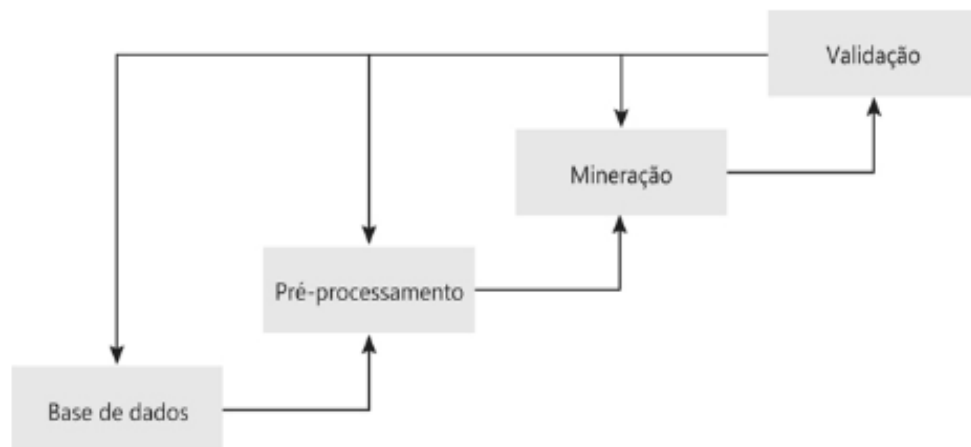 Validação
Mineração
Pré-processamento
Base de dados